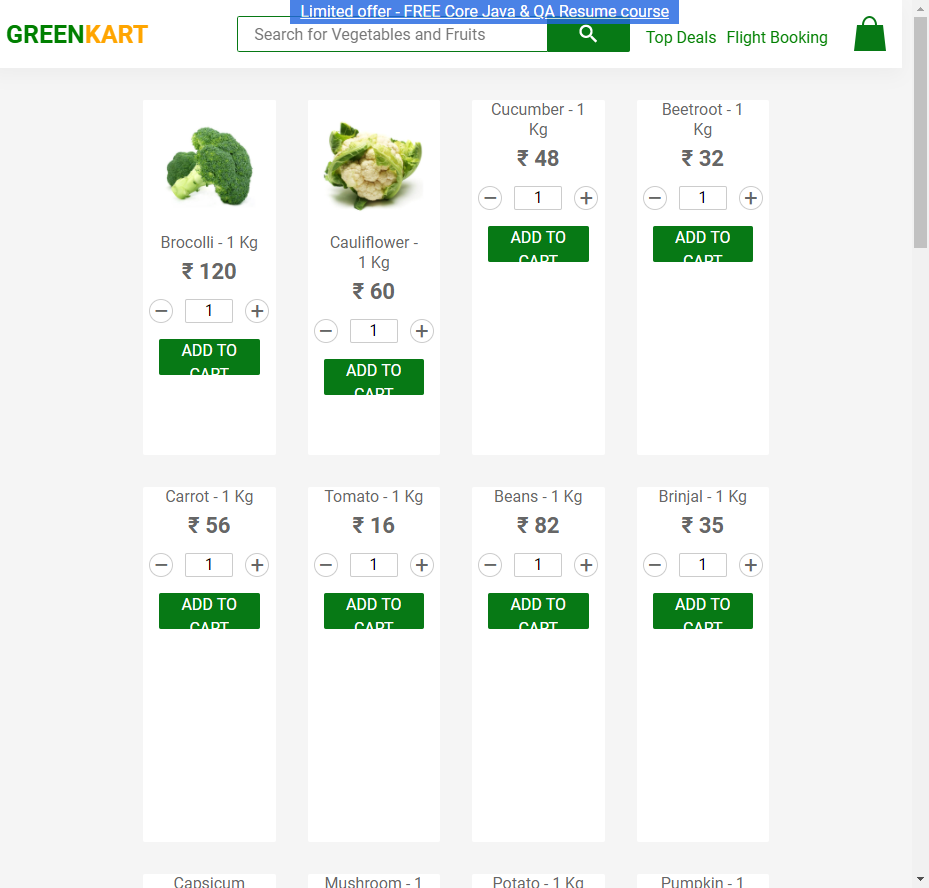 Limited offer - FREE Core Java & QA Resume course
GREENKART
Search for Vegetables and Fruits
Top Deals Flight Booking
Brocolli - 1 Kg
₹ 120
1
ADD TO
CART
Cauliflower -
1 Kg
₹ 60
1
ADD TO
CART
Cucumber - 1
Kg
₹ 48
1
ADD TO
CART
Beetroot - 1
Kg
₹ 32
1
ADD TO
CART
Carrot - 1 Kg
₹ 56
1
ADD TO
CART
Tomato - 1 Kg
₹ 16
1
ADD TO
CART
Beans - 1 Kg
₹ 82
1
ADD TO
CART
Brinjal - 1 Kg
₹ 35
1
ADD TO
CART
Capsicum
Mushroom - 1
Potato - 1 Kg
Pumpkin - 1